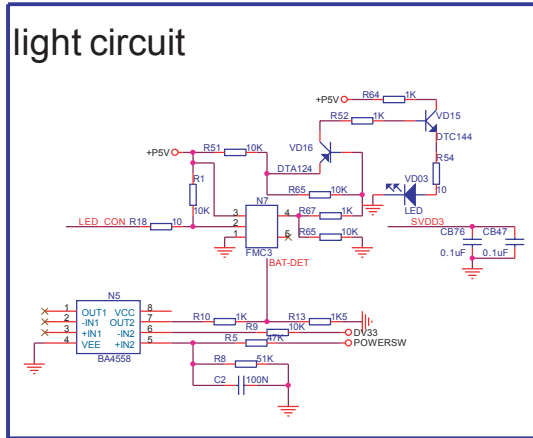 light circuit
R64 1K
+P5V VD15
R52 1K
DTC144
R51 10K VD16
+P5V R54
DTA124 VD03 10
R1 R65 10K
LED
10K N7
LED_CON R18 10 3 4 R67 1K SVDD3
2 5 R65 10K CB76 CB47
1
FMC3 0.1uF 0.1uF
BAT-DET
N5
1 OUT1 VCC 8 R10 1K R13 1K5
2 -IN1 OUT2 7
3 +IN1 -IN2 6 R9 10K DV33
4 VEE +IN2 5 R5 47K POWERSW
BA4558 R8 51K
C2 100N